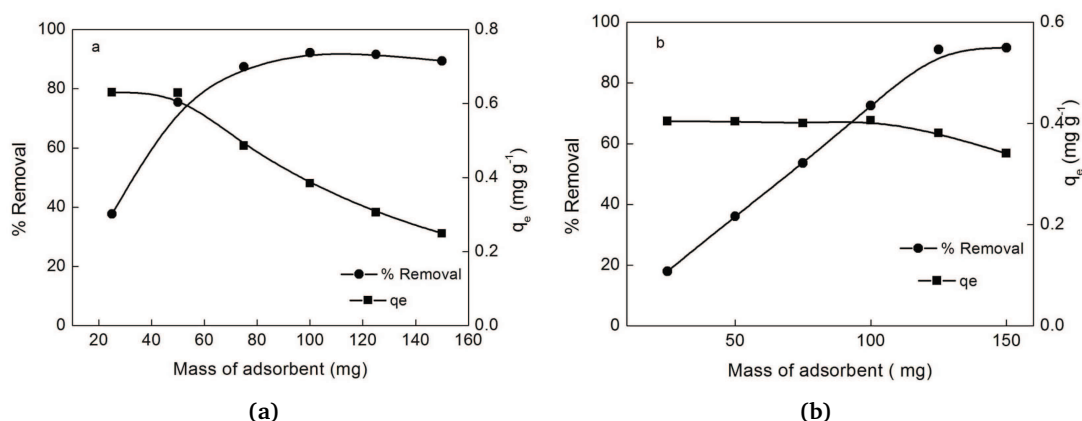 a
100
80
60
40
20
0
% Removal
0.8
0.6
0.4
0.2
0.0
qₑ (mg g⁻¹)
% Removal
qe
20 40 60 80 100 120 140 160
Mass of adsorbent (mg)
(a)
b
100
80
60
40
20
0
% Removal
0.6
0.4
0.2
0.0
qₑ (mg g⁻¹)
% Removal
qe
50 100 150
Mass of adsorbent ( mg)
(b)